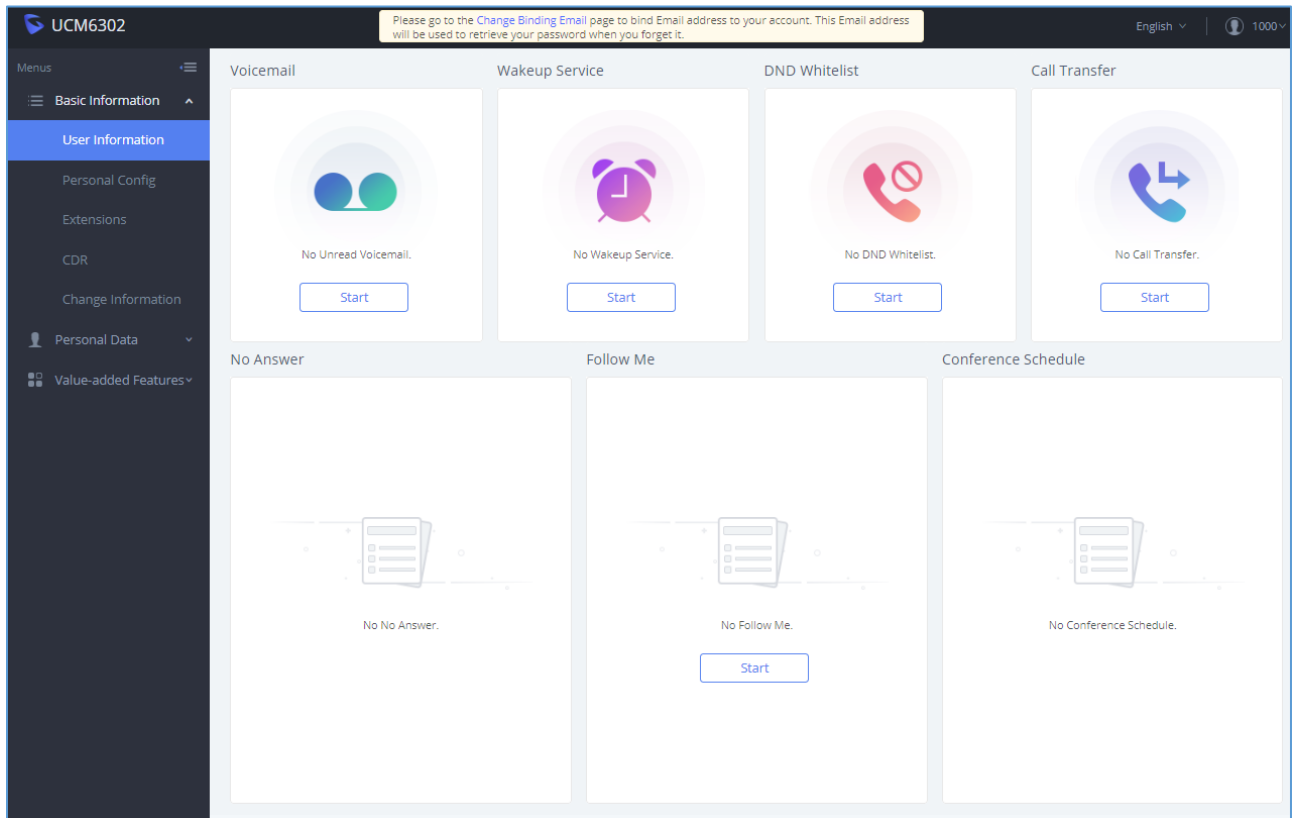 UCM6302
Please go to the Change Binding Email page to bind Email address to your account. This Email address
will be used to retrieve your password when you forget it.
English
1000
Menus
Basic Information
User Information
Personal Config
Extensions
CDR
Change Information
Personal Data
Value-added Features
Voicemail
Wakeup Service
DND Whitelist
Call Transfer
No Unread Voicemail.
No Wakeup Service.
No DND Whitelist.
No Call Transfer.
Start
Start
Start
Start
No Answer
Follow Me
Conference Schedule
No No Answer.
No Follow Me.
No Conference Schedule.
Start